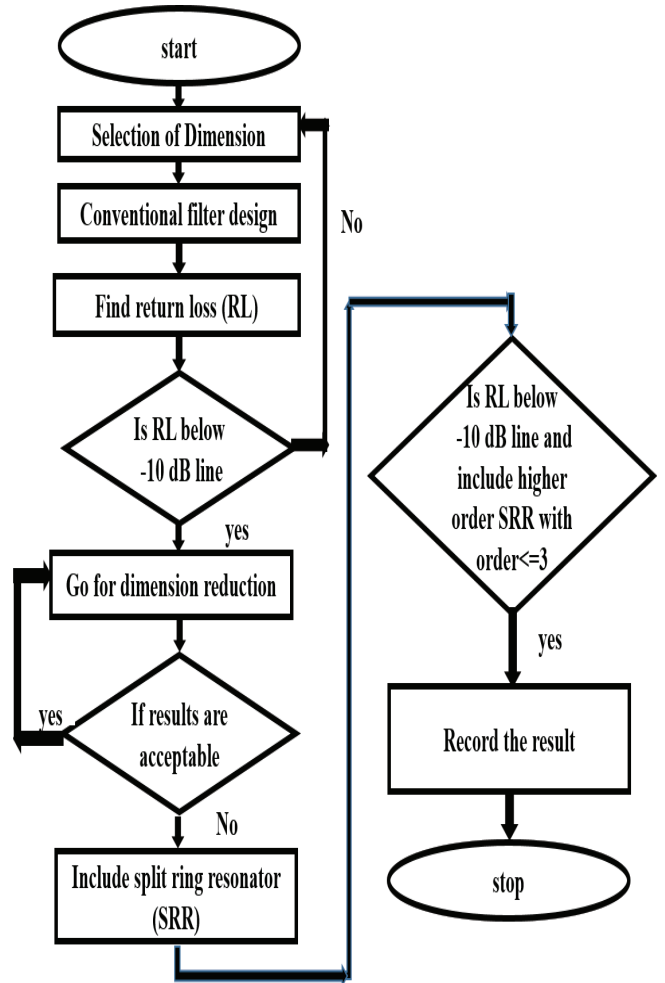 start
Selection of Dimension
Conventional filter design
No
Find return loss (RL)
Is RL below
-10 dB line
yes
Go for dimension reduction
yes
If results are
acceptable
No
Include split ring resonator
(SRR)
Is RL below
-10 dB line and
include higher
order SRR with
order<=3
yes
Record the result
stop